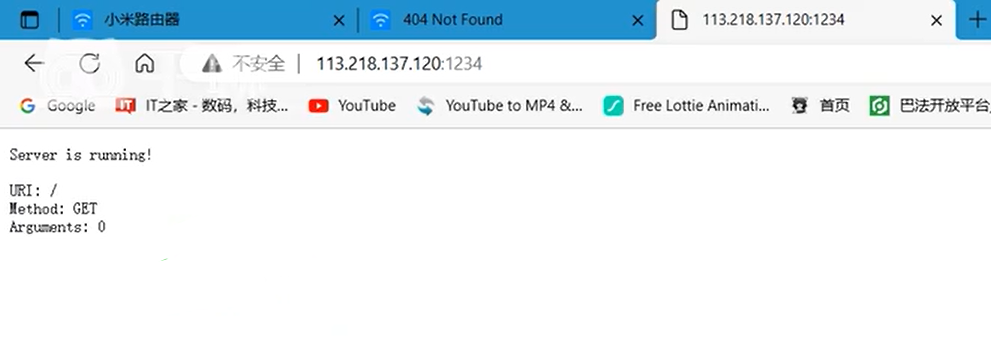 小米路由器
404 Not Found
113.218.137.120:1234
不安全
113.218.137.120:1234
Google
IT之家 - 数码，科技...
YouTube
YouTube to MP4 &...
Free Lottie Animati...
首页
巴法开放平台
Server is running!
URI: /
Method: GET
Arguments: 0